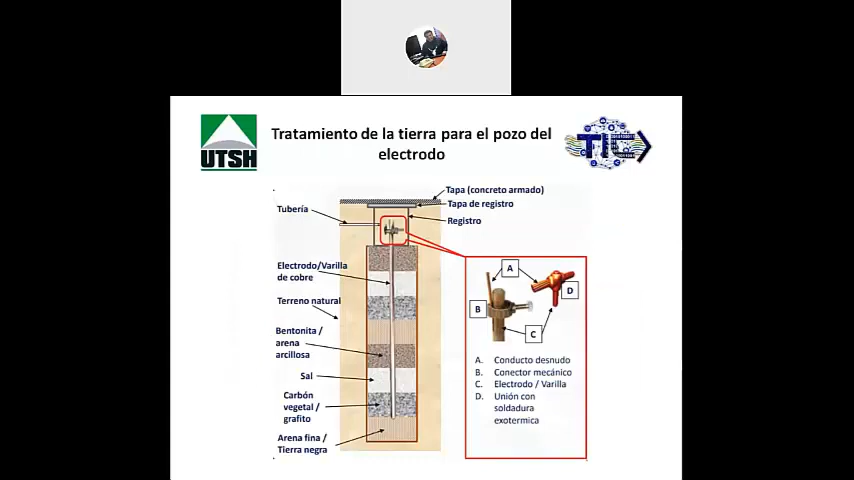 UTSH
Tratamiento de la tierra para el pozo del
electrodo
TIC
Tapa (concreto armado)
Tapa de registro
Registro
Tubería
Electrodo/Varilla
de cobre
Terreno natural
Bentonita /
arena
arcillosa
Sal
Carbón
vegetal /
grafito
Arena fina /
Tierra negra
A
B
C
D
A. Conducto desnudo
B. Conector mecánico
C. Electrodo / Varilla
D. Unión con
soldadura
exotermica